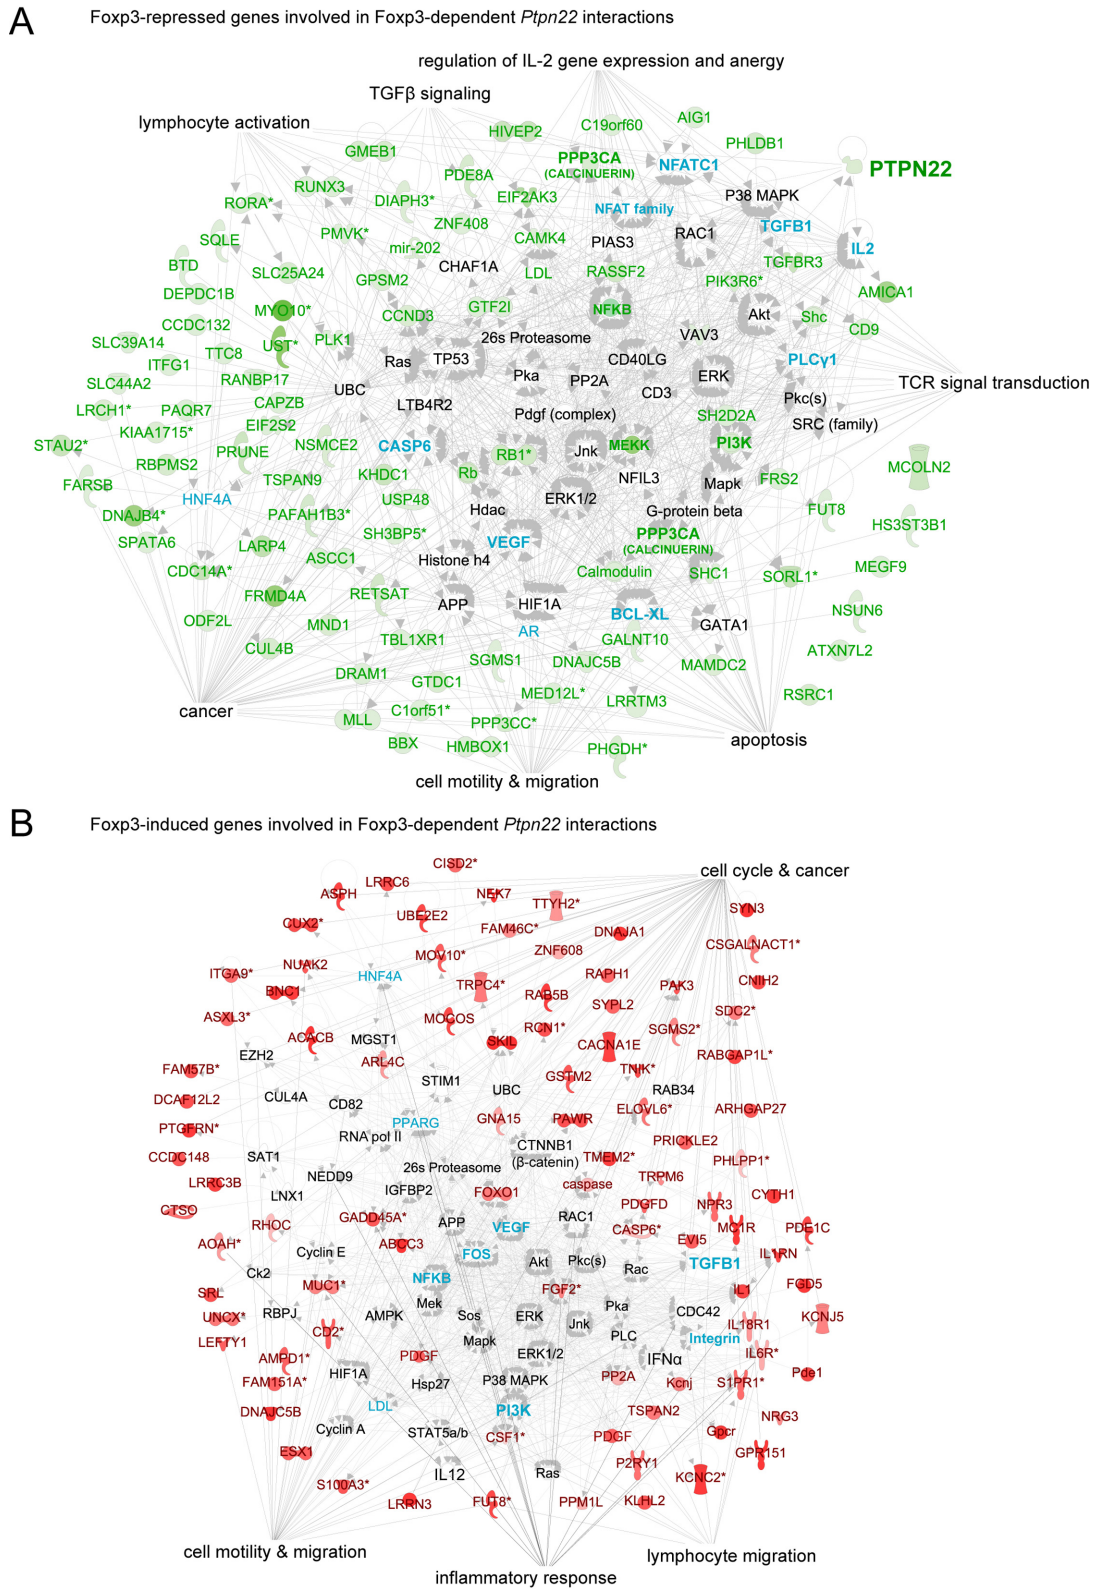 A
Foxp3-repressed genes involved in Foxp3-dependent Ptpn22 interactions
regulation of IL-2 gene expression and anergy
TGFβ signaling
lymphocyte activation
HIVEP2
C19orf60
AIG1
PHLDB1
GMEB1
PPP3CA
(CALCINUERIN)
NFATC1
PTPN22
PDE8A
RUNX3
RORA*
DIAPH3*
EIF2AK3
NFAT family
P38 MAPK
ZNF408
TGFB1
SQLE
PMVK*
mir-202
CAMK4
PIAS3
RAC1
IL2
BTD
SLC25A24
GPSM2
CHAF1A
LDL
RASSF2
PIK3R6*
TGFBR3
DEPDC1B
AMICA1
MYO10*
CCND3
GTF2I
NFKB
Akt
Shc
CD9
CCDC132
SLC39A14
UST*
PLK1
26s Proteasome
VAV3
TTC8
ITFG1
Ras
TP53
CD40LG
PLCγ1
SLC44A2
RANBP17
UBC
Pka
PP2A
CD3
ERK
TCR signal transduction
LRCH1*
PAQR7
CAPZB
LTB4R2
Pdgf (complex)
SH2D2A
Pkc(s)
KIAA1715*
EIF2S2
SRC (family)
STAU2*
PRUNE
NSMCE2
CASP6
RB1*
Jnk
MEKK
PI3K
MCOLN2
RBPMS2
FARSB
TSPAN9
KHDC1
Rb
NFIL3
Mapk
FRS2
HNF4A
USP48
ERK1/2
DNAJB4*
PAFAH1B3*
Hdac
G-protein beta
FUT8
HS3ST3B1
SPATA6
LARP4
SH3BP5*
VEGF
PPP3CA
(CALCINUERIN)
CDC14A*
ASCC1
Histone h4
Calmodulin
SHC1
SORL1*
MEGF9
FRMD4A
RETSAT
APP
HIF1A
BCL-XL
GATA1
NSUN6
ODF2L
MND1
AR
CUL4B
TBL1XR1
GALNT10
ATXN7L2
DRAM1
SGMS1
DNAJC5B
MAMDC2
GTDC1
MED12L*
LRRTM3
RSRC1
cancer
MLL
C1orf51*
PPP3CC*
BBX
HMBOX1
PHGDH*
apoptosis
cell motility & migration
B
Foxp3-induced genes involved in Foxp3-dependent Ptpn22 interactions
CISD2*
cell cycle & cancer
ASPH
LRRC6
NEK7
TTYH2*
SYN3
CUX2*
UBE2E2
FAM46C*
DNAJA1
CSGALNACT1*
MOV10*
ZNF608
ITGA9*
NUAK2
HNF4A
TRPC4*
RAPH1
CNIH2
BNC1
RAB5B
SYPL2
PAK3
SDC2*
ASXL3*
MOCOS
RCN1*
SGMS2*
ACACB
MGST1
SKIL
CACNA1E
RABGAP1L*
EZH2
ARL4C
FAM57B*
STIM1
GSTM2
TNIK*
CUL4A
CD82
UBC
RAB34
DCAF12L2
PPARG
GNA15
PAWR
ELOVL6*
ARHGAP27
PTGFRN*
RNA pol II
CTNNB1
(β-catenin)
PRICKLE2
CCDC148
SAT1
26s Proteasome
TMEM2*
PHLPP1*
LRRC3B
NEDD9
IGFBP2
FOXO1
caspase
TRPM6
LNX1
CYTH1
CTSO
RHOC
GADD45A*
APP
VEGF
RAC1
PDGFD
NPR3
AOAH*
ABCC3
CASP6*
MC1R
PDE1C
Cyclin E
FOS
EVI5
IL1RN
Ck2
NFKB
Akt
Pkc(s)
Rac
TGFB1
SRL
MUC1*
FGF2*
IL1
FGD5
UNCX*
RBPJ
AMPK
Mek
Sos
ERK
Pka
CDC42
KCNJ5
CD2*
Jnk
IL18R1
LEFTY1
Mapk
PLC
Integrin
AMPD1*
PDGF
ERK1/2
IFNα
IL6R*
HIF1A
Hsp27
P38 MAPK
PP2A
Kcnj
S1PR1*
Pde1
FAM151A*
LDL
PI3K
DNAJC5B
TSPAN2
NRG3
Cyclin A
STAT5a/b
CSF1*
PDGF
Gpcr
ESX1
GPR151
IL12
Ras
P2RY1
S100A3*
KCNC2*
LRRN3
FUT8*
PPM1L
KLHL2
cell motility & migration
lymphocyte migration
inflammatory response